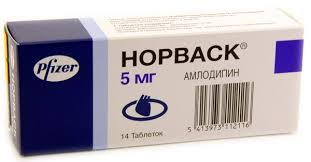 Pfizer
НОРВАСК®
5 мг
АМЛОДИПИН
14 Таблеток
5 413973 112116